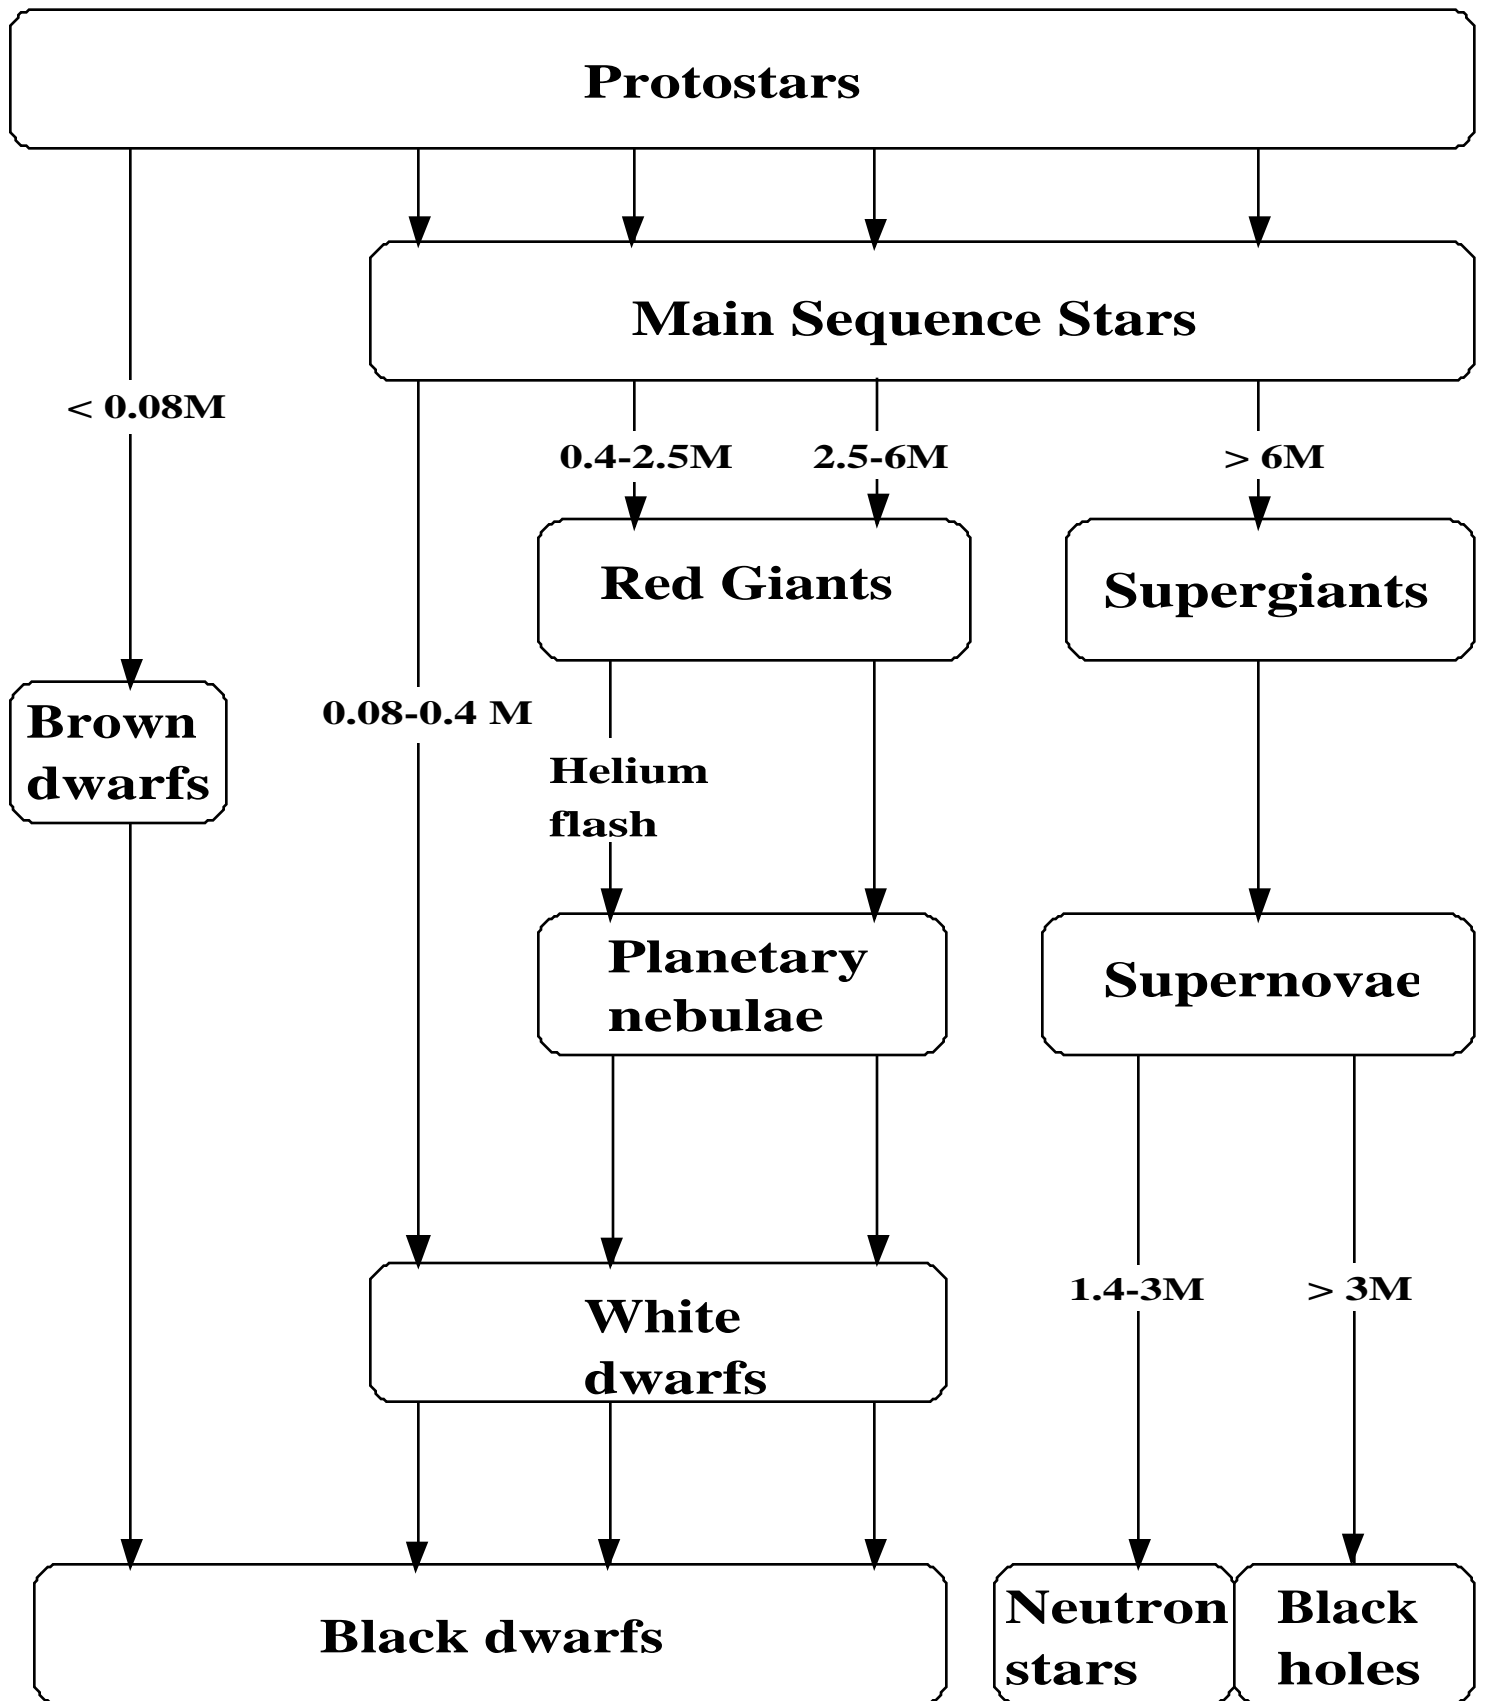 Protostars
Main Sequence Stars
< 0.08M
0.4-2.5M
2.5-6M
> 6M
Red Giants
Supergiants
Brown
dwarfs
0.08-0.4 M
Helium
flash
Planetary
nebulae
Supernovae
1.4-3M
> 3M
White
dwarfs
Black dwarfs
Neutron
stars
Black
holes